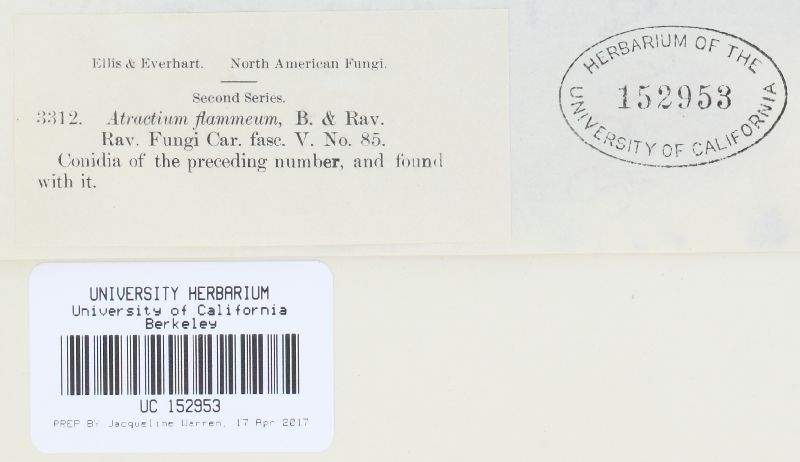 Ellis & Everhart. North American Fungi.
Second Series.
3312. Atractium flammeum, B. & Rav.
Rav. Fungi Car. fasc. V. No. 85.
Conidia of the preceding number, and found
with it.
HERBARIUM OF THE
152953
UNIVERSITY OF CALIFORNIA
UNIVERSITY HERBARIUM
University of California
Berkeley
UC 152953
PREP BY Jacqueline Warren, 17 Apr 2017